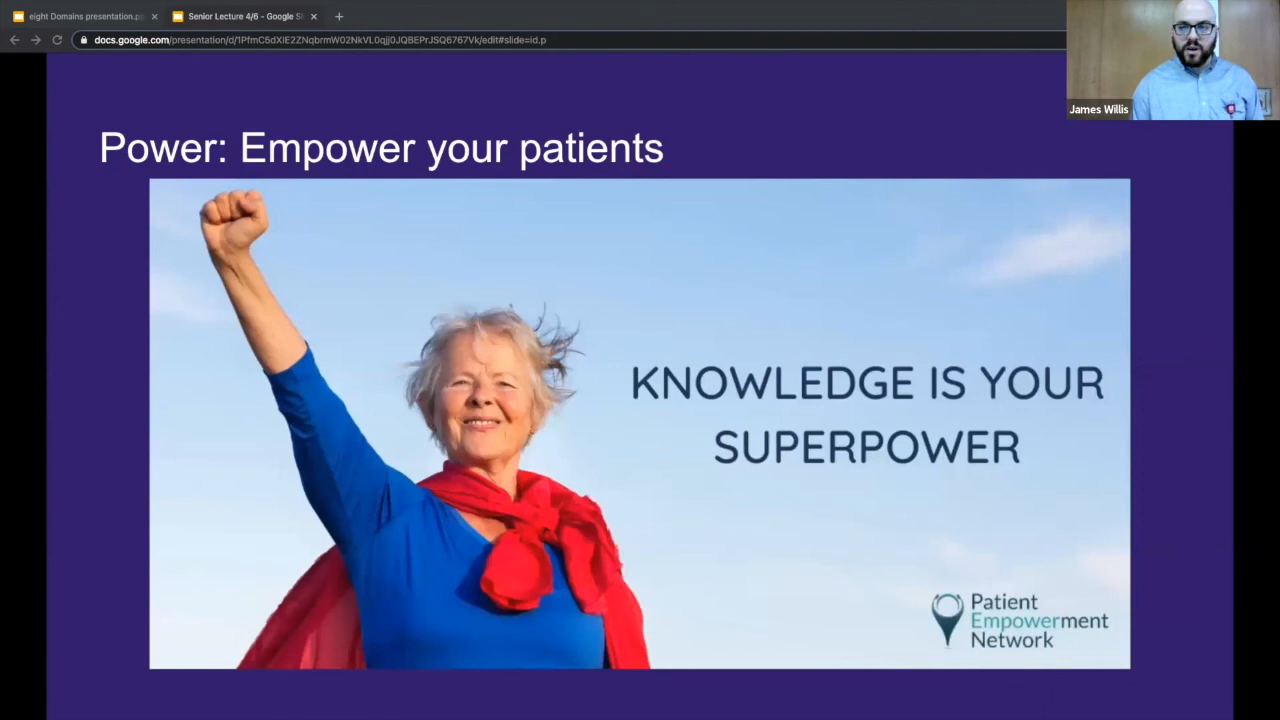 eight Domains presentation.pp
Senior Lecture 4/6 - Google Sl
docs.google.com/presentation/d/1PfmC5dXIE2ZNqbrmW02NkVL0qjj0JQBEPrJSQ6767Vk/edit#slide=id.p
James Willis
Power: Empower your patients
KNOWLEDGE IS YOUR
SUPERPOWER
Patient
Empowerment
Network